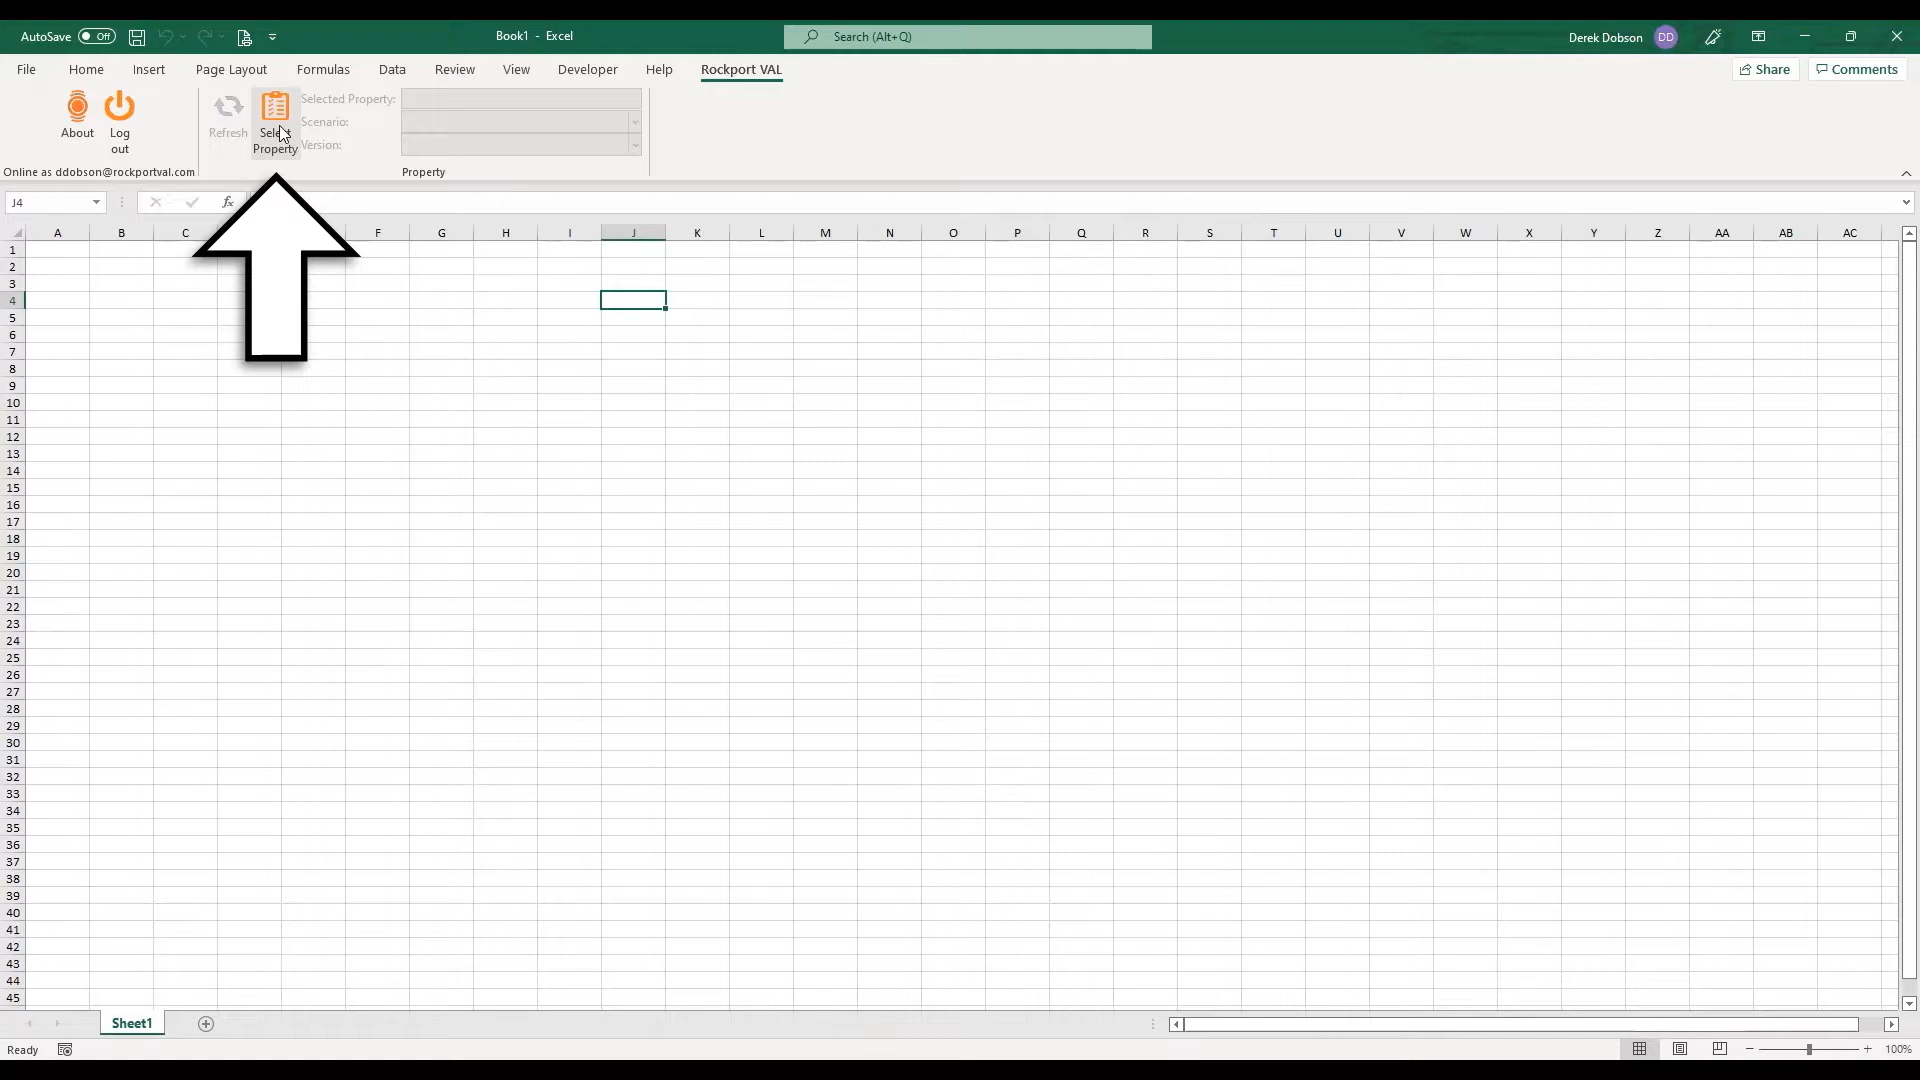 AutoSave Off
Book1 - Excel
Search (Alt+Q)
Derek Dobson DD
File Home Insert Page Layout Formulas Data Review View Developer Help Rockport VAL
Share Comments
About
Log
out
Refresh
Select
Property
Selected Property:
Scenario:
Version:
Online as ddobson@rockportval.com
Property
J4
fx
A B C F G H I J K L M N O P Q R S T U V W X Y Z AA AB AC
1
2
3
4
5
6
7
8
9
10
11
12
13
14
15
16
17
18
19
20
21
22
23
24
25
26
27
28
29
30
31
32
33
34
35
36
37
38
39
40
41
42
43
44
45
Sheet1
Ready
100%